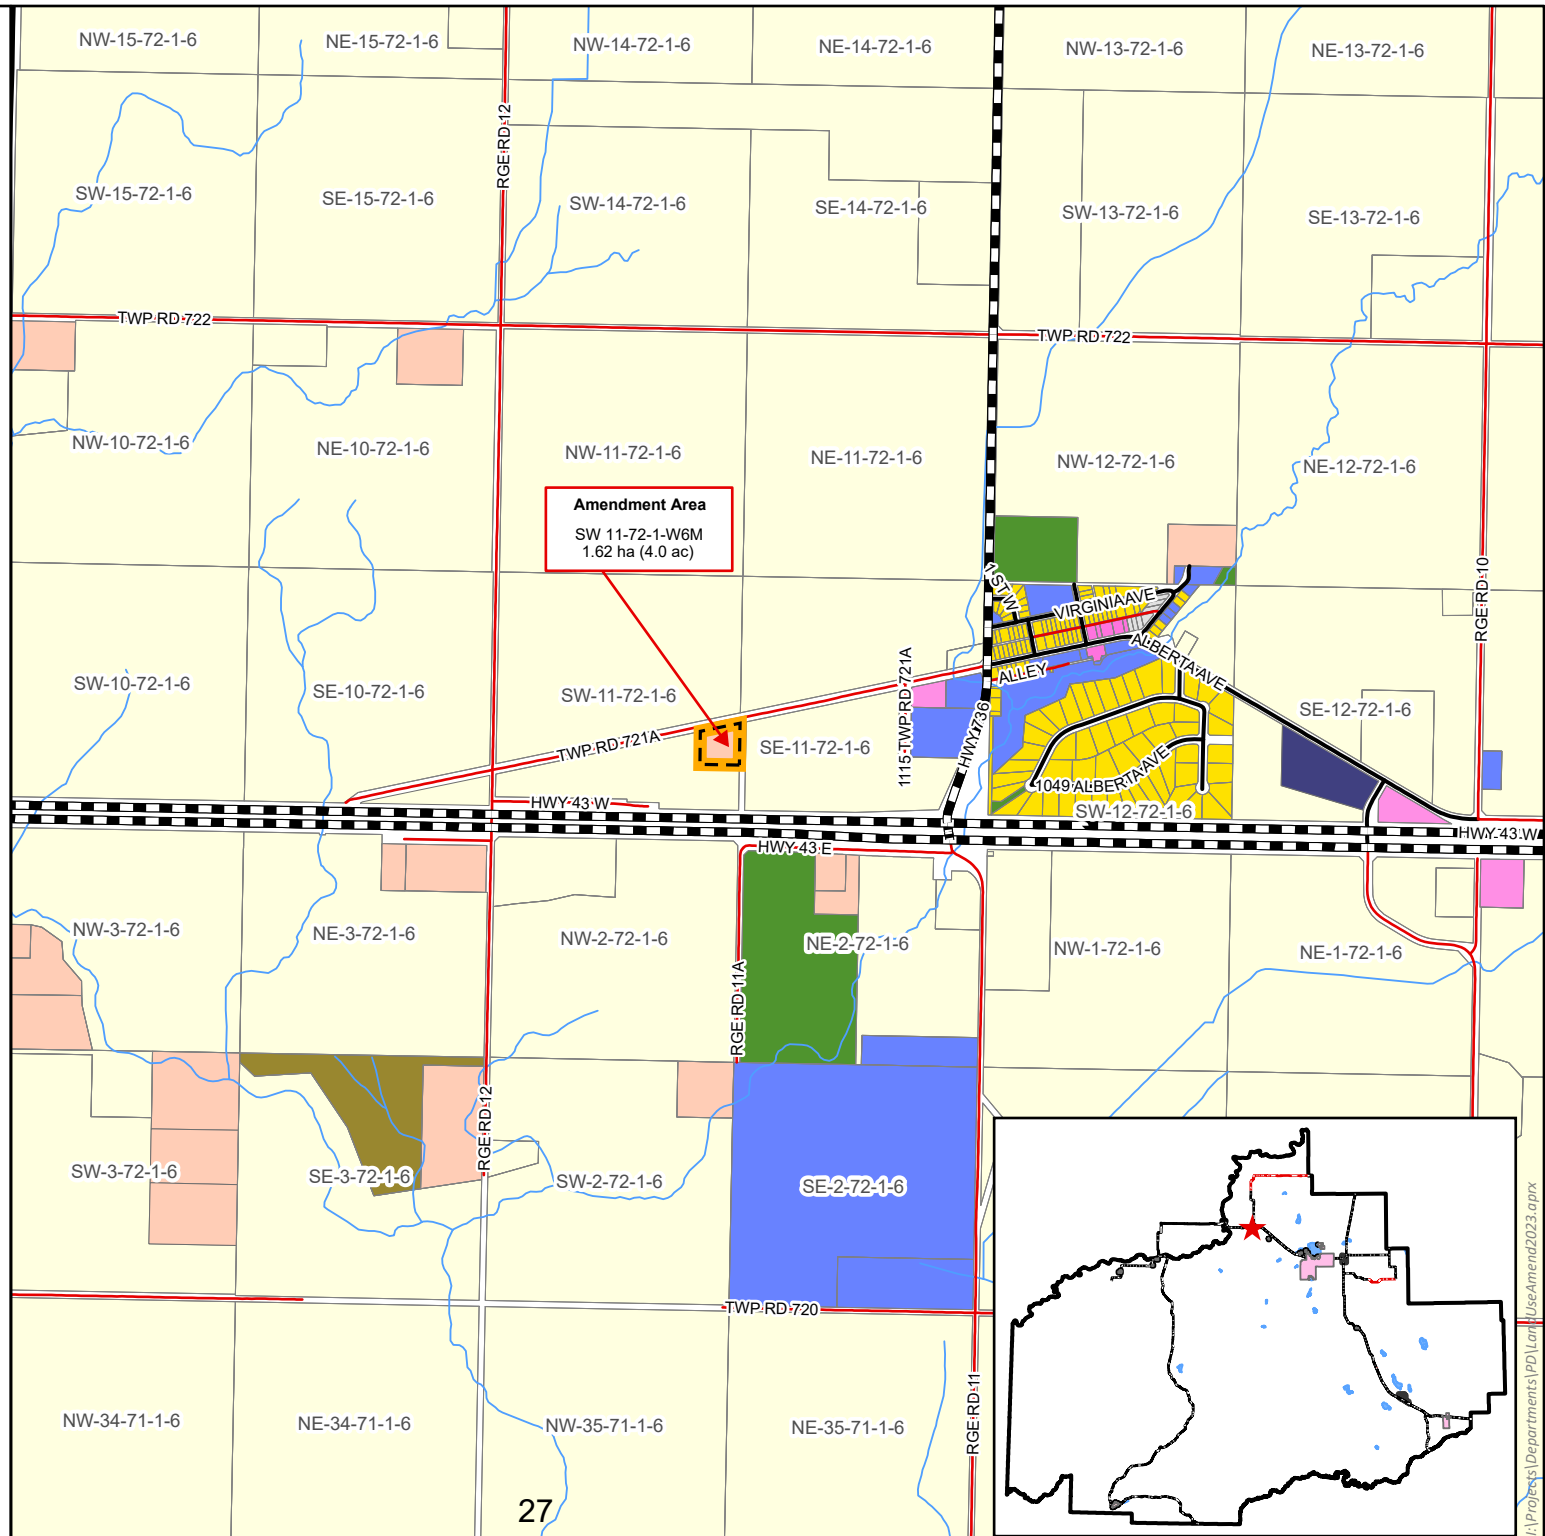 NW-15-72-1-6
NE-15-72-1-6
NW-14-72-1-6
NE-14-72-1-6
NW-13-72-1-6
NE-13-72-1-6
RGE RD 12
SW-15-72-1-6
SE-15-72-1-6
SW-14-72-1-6
SE-14-72-1-6
SW-13-72-1-6
SE-13-72-1-6
TWP RD 722
TWP RD 722
NW-10-72-1-6
NE-10-72-1-6
NW-11-72-1-6
NE-11-72-1-6
NW-12-72-1-6
NE-12-72-1-6
Amendment Area
SW 11-72-1-W6M
1.62 ha (4.0 ac)
1 ST W
VIRGINIA AVE
RGE RD 10
ALBERTA AVE
ALLEY
SW-10-72-1-6
SE-10-72-1-6
SW-11-72-1-6
1115 TWP RD 721A
SE-12-72-1-6
TWP RD 721A
SE-11-72-1-6
HWY 736
1049 ALBERTA AVE
SW-12-72-1-6
HWY 43 W
HWY 43 W
HWY 43 E
NW-3-72-1-6
NE-3-72-1-6
NW-2-72-1-6
NE-2-72-1-6
NW-1-72-1-6
NE-1-72-1-6
RGE RD 11A
RGE RD 12
SW-3-72-1-6
SE-3-72-1-6
SW-2-72-1-6
SE-2-72-1-6
TWP RD 720
RGE RD 11
NW-34-71-1-6
NE-34-71-1-6
NW-35-71-1-6
NE-35-71-1-6
27
I:\Projects\Departments\PD\LandUseAmend2023.aprx